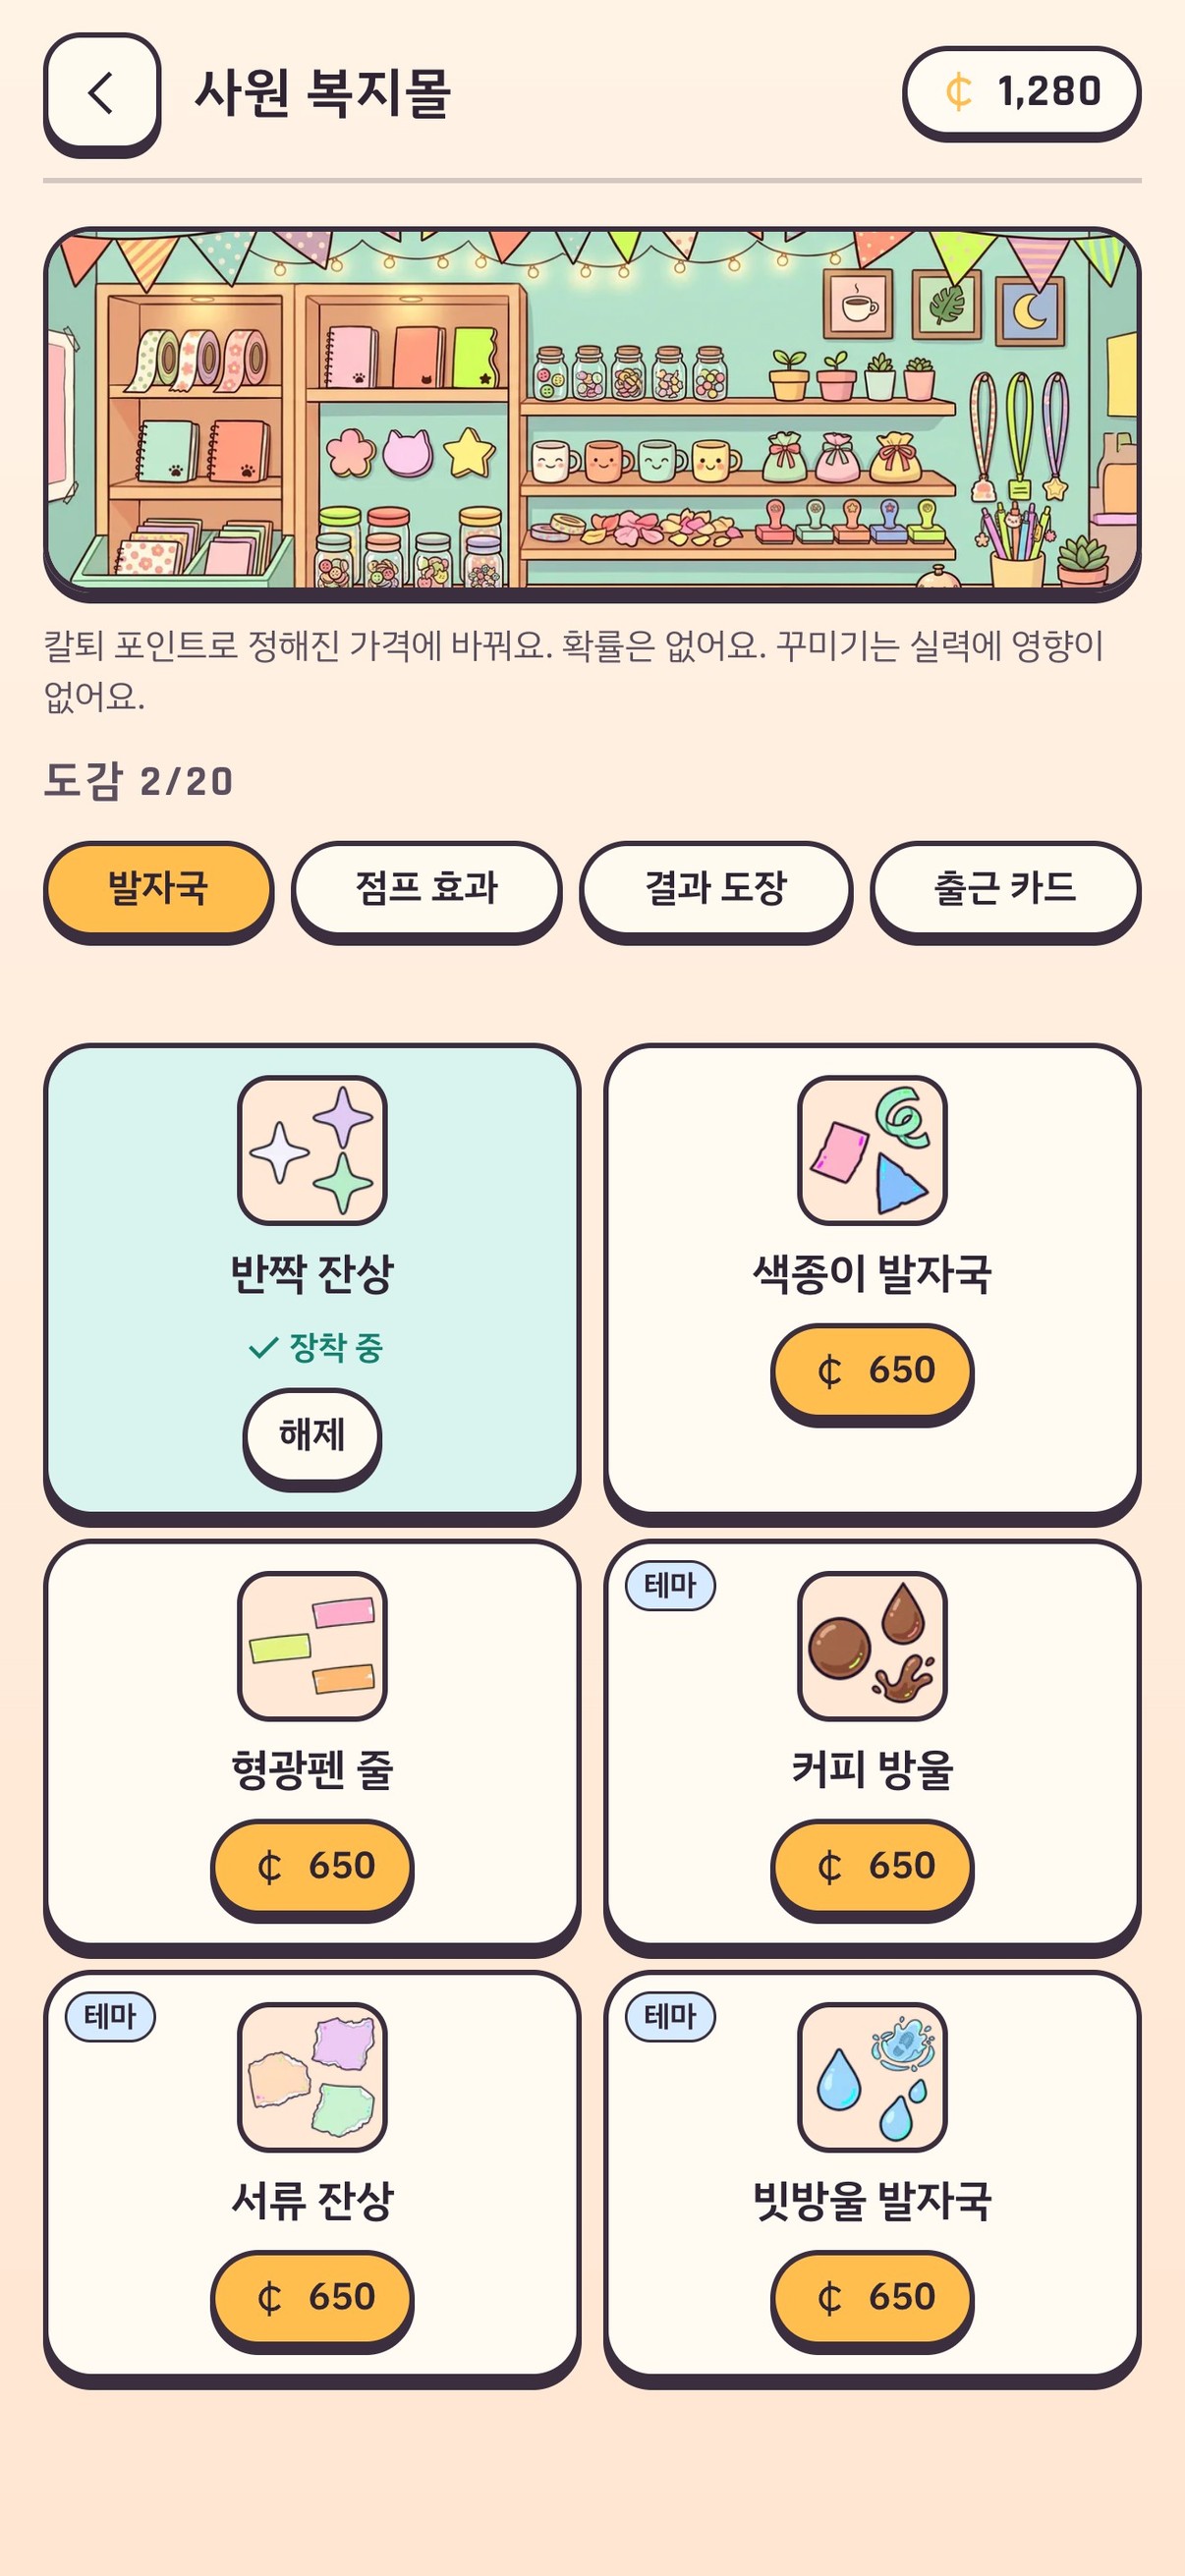 사원 복지몰
₵ 1,280
칼퇴 포인트로 정해진 가격에 바꿔요. 확률은 없어요. 꾸미기는 실력에 영향이
없어요.
도감 2/20
발자국
점프 효과
결과 도장
출근 카드
반짝 잔상
✓ 장착 중
해제
색종이 발자국
₵ 650
형광펜 줄
₵ 650
테마
커피 방울
₵ 650
테마
서류 잔상
₵ 650
테마
빗방울 발자국
₵ 650